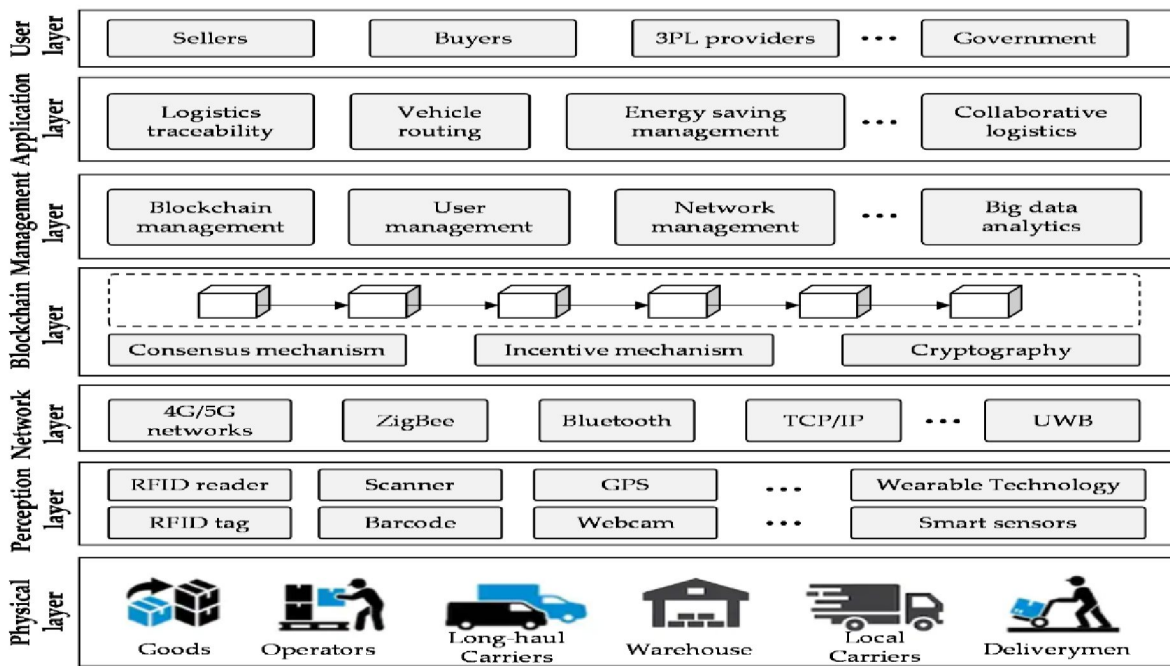 User
layer
Sellers
Buyers
3PL providers
•••
Government
Application
layer
Logistics
traceability
Vehicle
routing
Energy saving
management
•••
Collaborative
logistics
Management
layer
Blockchain
management
User
management
Network
management
•••
Big data
analytics
Blockchain
layer
Consensus mechanism
Incentive mechanism
Cryptography
Network
layer
4G/5G
networks
ZigBee
Bluetooth
TCP/IP
•••
UWB
Perception
layer
RFID reader
Scanner
GPS
•••
Wearable Technology
RFID tag
Barcode
Webcam
•••
Smart sensors
Physical
layer
Goods
Operators
Long-haul
Carriers
Warehouse
Local
Carriers
Deliverymen